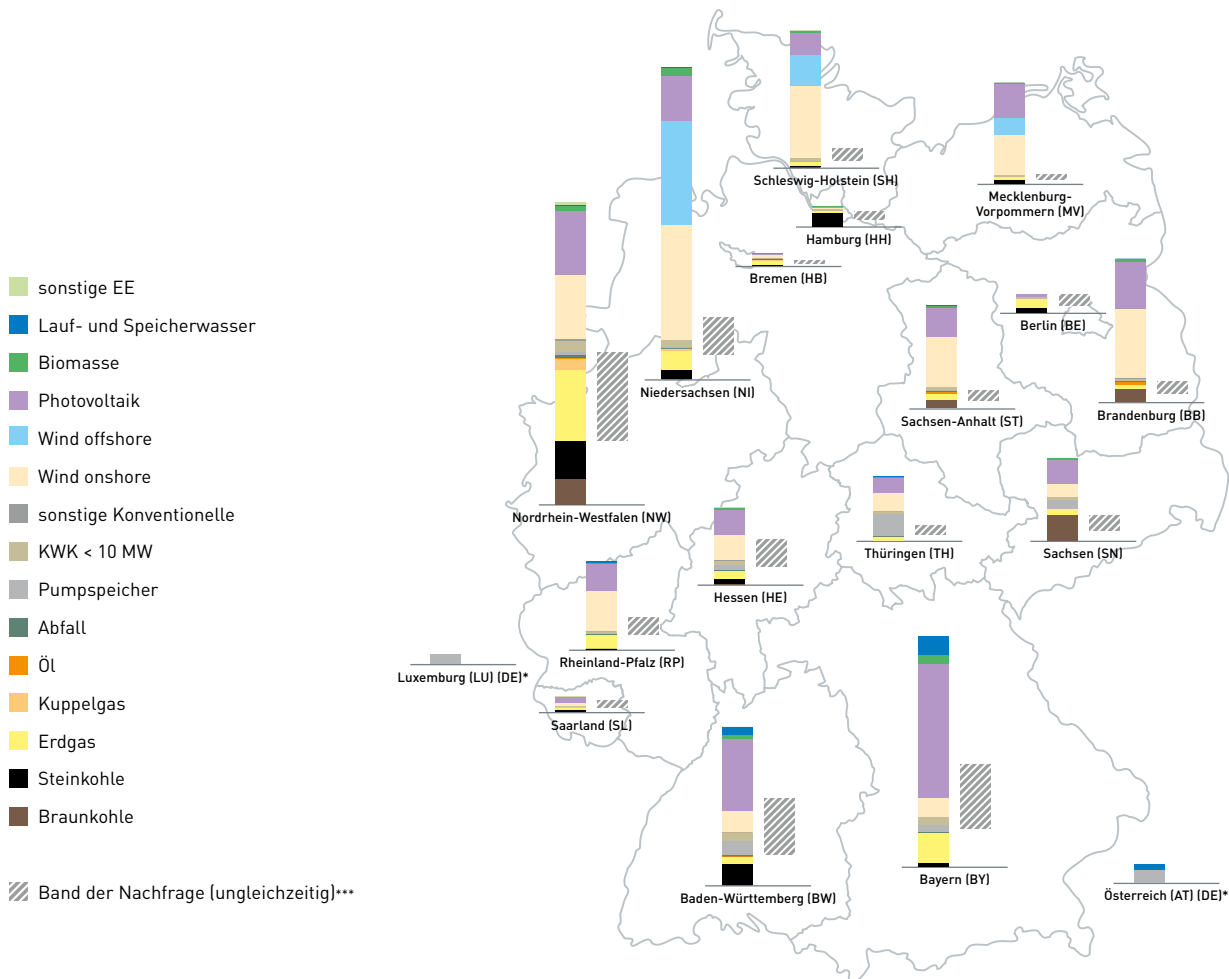 sonstige EE
Lauf- und Speicherwasser
Biomasse
Photovoltaik
Wind offshore
Wind onshore
sonstige Konventionelle
KWK < 10 MW
Pumpspeicher
Abfall
Öl
Kuppelgas
Erdgas
Steinkohle
Braunkohle
Band der Nachfrage (ungleichzeitig)***
Schleswig-Holstein (SH)
Mecklenburg-
Vorpommern (MV)
Hamburg (HH)
Bremen (HB)
Berlin (BE)
Niedersachsen (NI)
Sachsen-Anhalt (ST)
Brandenburg (BB)
Nordrhein-Westfalen (NW)
Thüringen (TH)
Sachsen (SN)
Hessen (HE)
Rheinland-Pfalz (RP)
Luxemburg (LU) (DE)*
Saarland (SL)
Baden-Württemberg (BW)
Bayern (BY)
Österreich (AT) (DE)*